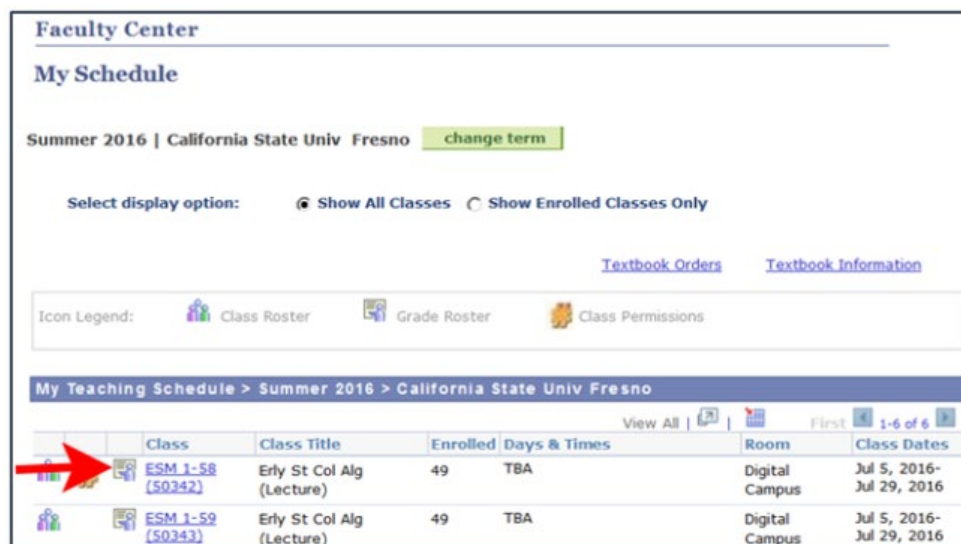 Faculty Center
My Schedule
Summer 2016 | California State Univ Fresno change term
Select display option: Show All Classes Show Enrolled Classes Only
Textbook Orders Textbook Information
Icon Legend: Class Roster Grade Roster Class Permissions
My Teaching Schedule > Summer 2016 > California State Univ Fresno
View All | | First 1-6 of 6
Class Class Title Enrolled Days & Times Room Class Dates
ESM 1-58 Erly St Col Alg 49 TBA Digital Jul 5, 2016-
(50342) (Lecture) Campus Jul 29, 2016
ESM 1-59 Erly St Col Alg 49 TBA Digital Jul 5, 2016-
(50343) (Lecture) Campus Jul 29, 2016